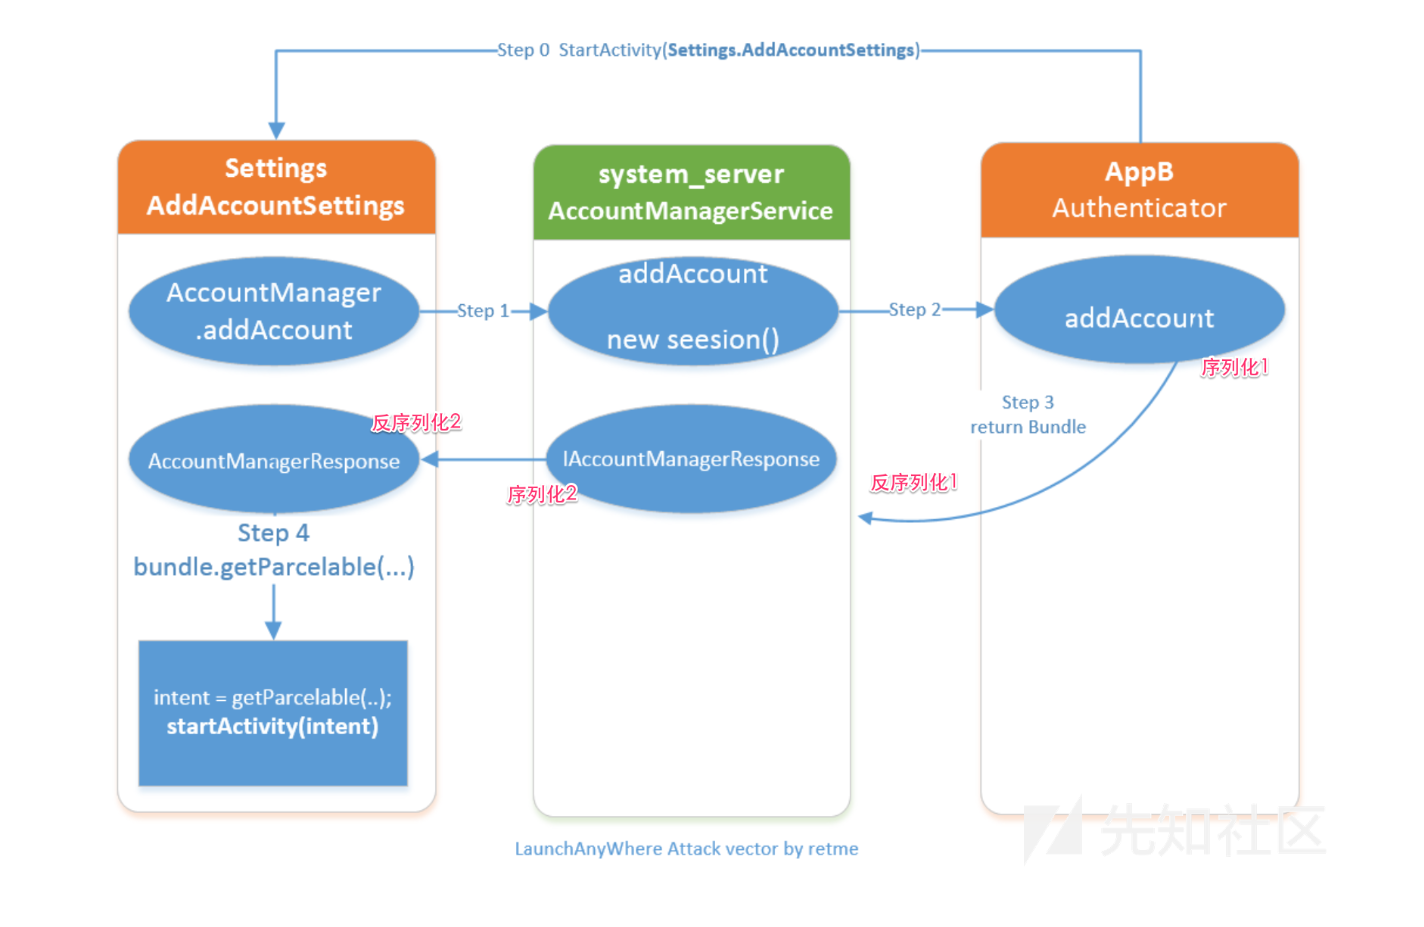 Step 0 StartActivity(Settings.AddAccountSettings)
Settings
AddAccountSettings
system_server
AccountManagerService
AppB
Authenticator
AccountManager
.addAccount
Step 1
addAccount
new seesion()
Step 2
addAccount
序列化1
Step 3
return Bundle
反序列化1
反序列化2
AccountManagerResponse
IAccountManagerResponse
序列化2
Step 4
bundle.getParcelable(...)
intent = getParcelable(..);
startActivity(intent)
LaunchAnyWhere Attack vector by retme
先知社区